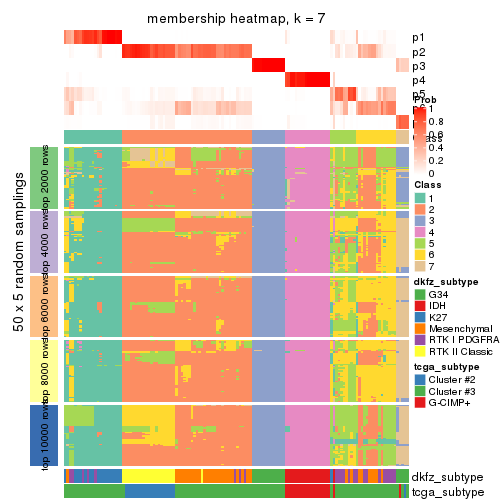 membership heatmap, k = 7
p1
p2
p3
p4
p5
Prob
1
0.8
0.6
0.4
0.2
0
Class
1
2
3
4
5
6
7
dkfz_subtype
G34
IDH
K27
Mesenchymal
RTK I PDGFRA
RTK II Classic
tcga_subtype
Cluster #2
Cluster #3
G-CIMP+
50 x 5 random samplings
top 2000 rows
top 4000 rows
top 6000 rows
top 8000 rows
top 10000 rows
dkfz_subtype
tcga_subtype